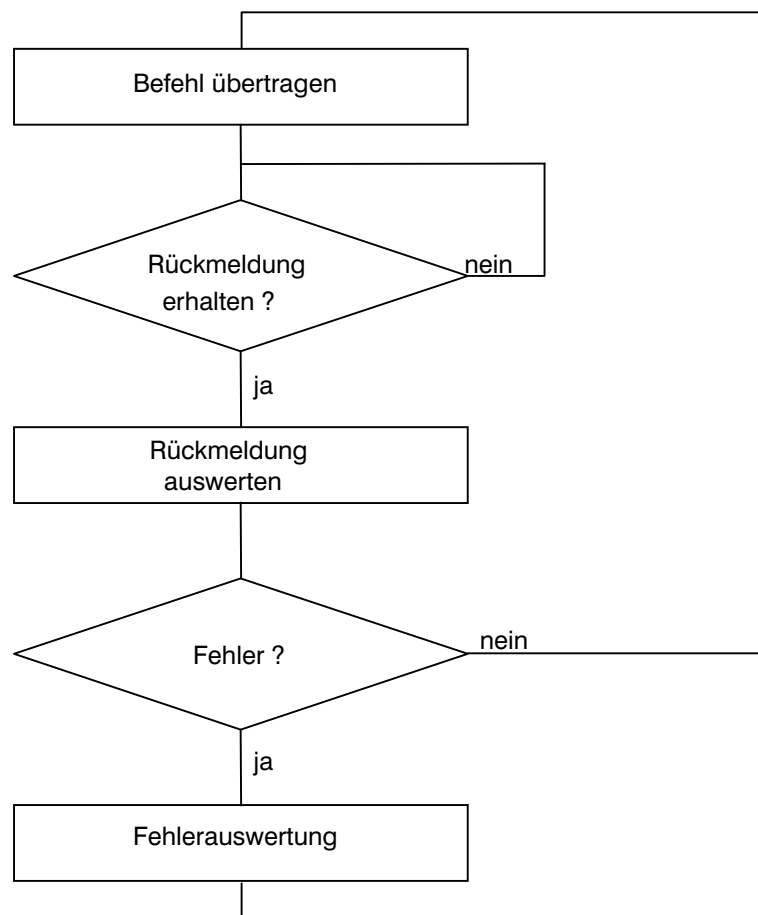 Befehl übertragen
Rückmeldung
erhalten ?
nein
ja
Rückmeldung
auswerten
Fehler ?
nein
ja
Fehlerauswertung